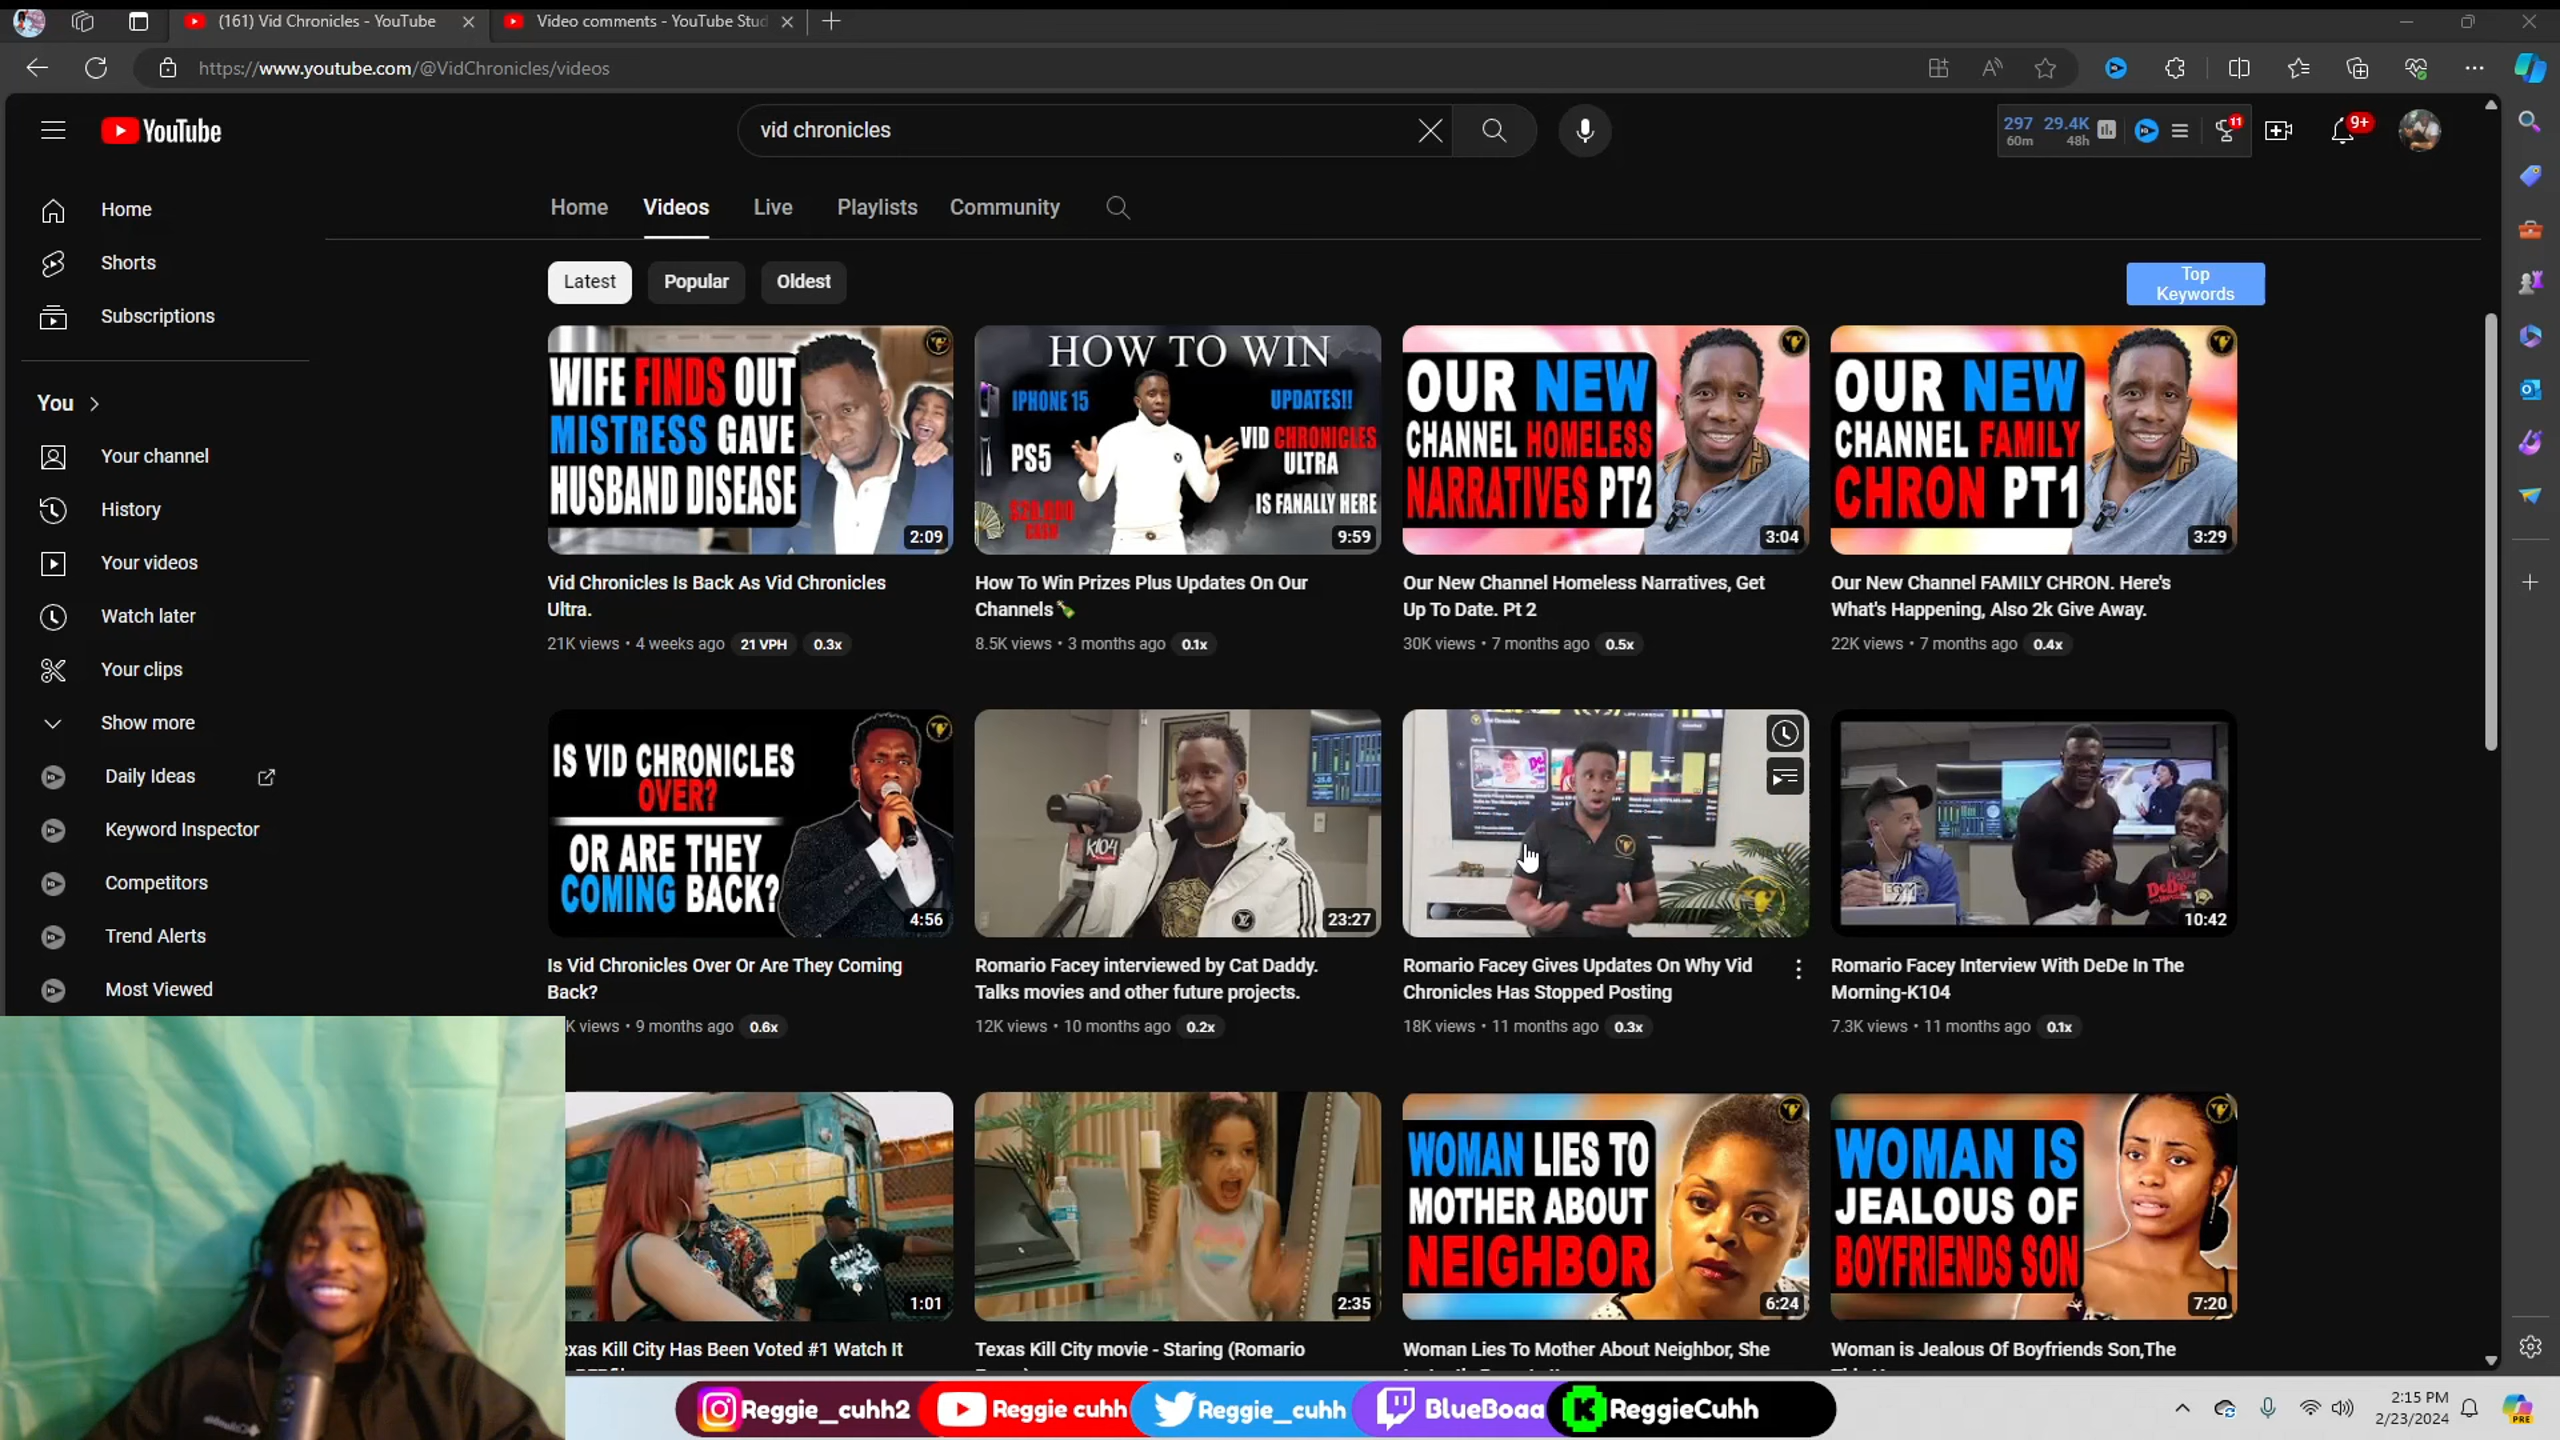 (161) Vid Chronicles - YouTube
Video comments - YouTube Stud
https://www.youtube.com/@VidChronicles/videos
YouTube
vid chronicles
297 29.4K
60m 48h
11
9+
Home
Shorts
Subscriptions
You
Your channel
History
Your videos
Watch later
Your clips
Show more
Daily Ideas
Keyword Inspector
Competitors
Trend Alerts
Most Viewed
Home Videos Live Playlists Community
Latest Popular Oldest
Top
Keywords
WIFE FINDS OUT
MISTRESS GAVE
HUSBAND DISEASE
2:09
Vid Chronicles Is Back As Vid Chronicles
Ultra.
21K views • 4 weeks ago 21 VPH 0.3x
HOW TO WIN
IPHONE 15
PS5
$20.000
CASH
UPDATES!!
VID CHRONICLES
ULTRA
IS FANALLY HERE
9:59
How To Win Prizes Plus Updates On Our
Channels🍾
8.5K views • 3 months ago 0.1x
OUR NEW
CHANNEL HOMELESS
NARRATIVES PT2
3:04
Our New Channel Homeless Narratives, Get
Up To Date. Pt 2
30K views • 7 months ago 0.5x
OUR NEW
CHANNEL FAMILY
CHRON PT1
3:29
Our New Channel FAMILY CHRON. Here's
What's Happening, Also 2k Give Away.
22K views • 7 months ago 0.4x
IS VID CHRONICLES
OVER?
OR ARE THEY
COMING
BACK?
4:56
Is Vid Chronicles Over Or Are They Coming
Back?
K views • 9 months ago 0.6x
K104
23:27
Romario Facey interviewed by Cat Daddy.
Talks movies and other future projects.
12K views • 10 months ago 0.2x
Romario Facey Gives Updates On Why Vid
Chronicles Has Stopped Posting
18K views • 11 months ago 0.3x
10:42
Romario Facey Interview With DeDe In The
Morning-K104
7.3K views • 11 months ago 0.1x
1:01
exas Kill City Has Been Voted #1 Watch It
2:35
Texas Kill City movie - Staring (Romario
WOMAN LIES TO
MOTHER ABOUT
NEIGHBOR
6:24
Woman Lies To Mother About Neighbor, She
WOMAN IS
JEALOUS OF
BOYFRIENDS SON
7:20
Woman is Jealous Of Boyfriends Son,The
Reggie_cuhh2 Reggie cuhh Reggie_cuhh BlueBoaa ReggieCuhh
2:15 PM
2/23/2024
PRE